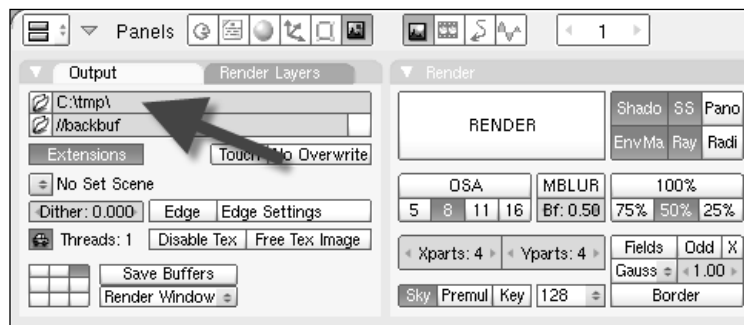 Panels 1
Output Render Layers
C:\tmp\
//backbuf
Extensions Touch No Overwrite
No Set Scene
Dither: 0.000 Edge Edge Settings
Threads: 1 Disable Tex Free Tex Image
Save Buffers
Render Window
Render
RENDER
Shado SS Pano
EnvMa Ray Radi
OSA MBLUR 100%
5 8 11 16 Bf: 0.50 75% 50% 25%
Xparts: 4 Yparts: 4 Fields Odd X
Gauss 1.00
Sky Premul Key 128 Border